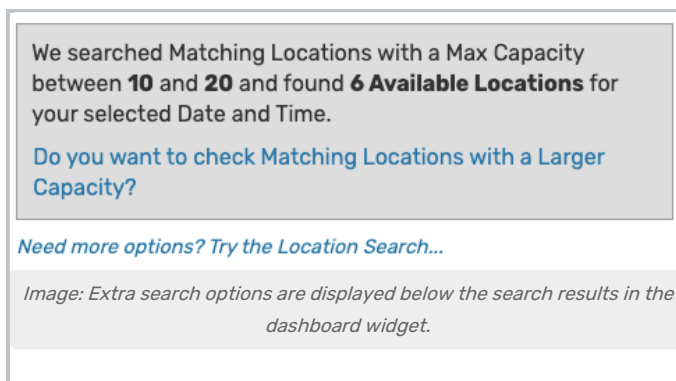 We searched Matching Locations with a Max Capacity
between 10 and 20 and found 6 Available Locations for
your selected Date and Time.
Do you want to check Matching Locations with a Larger
Capacity?
Need more options? Try the Location Search...
Image: Extra search options are displayed below the search results in the
dashboard widget.